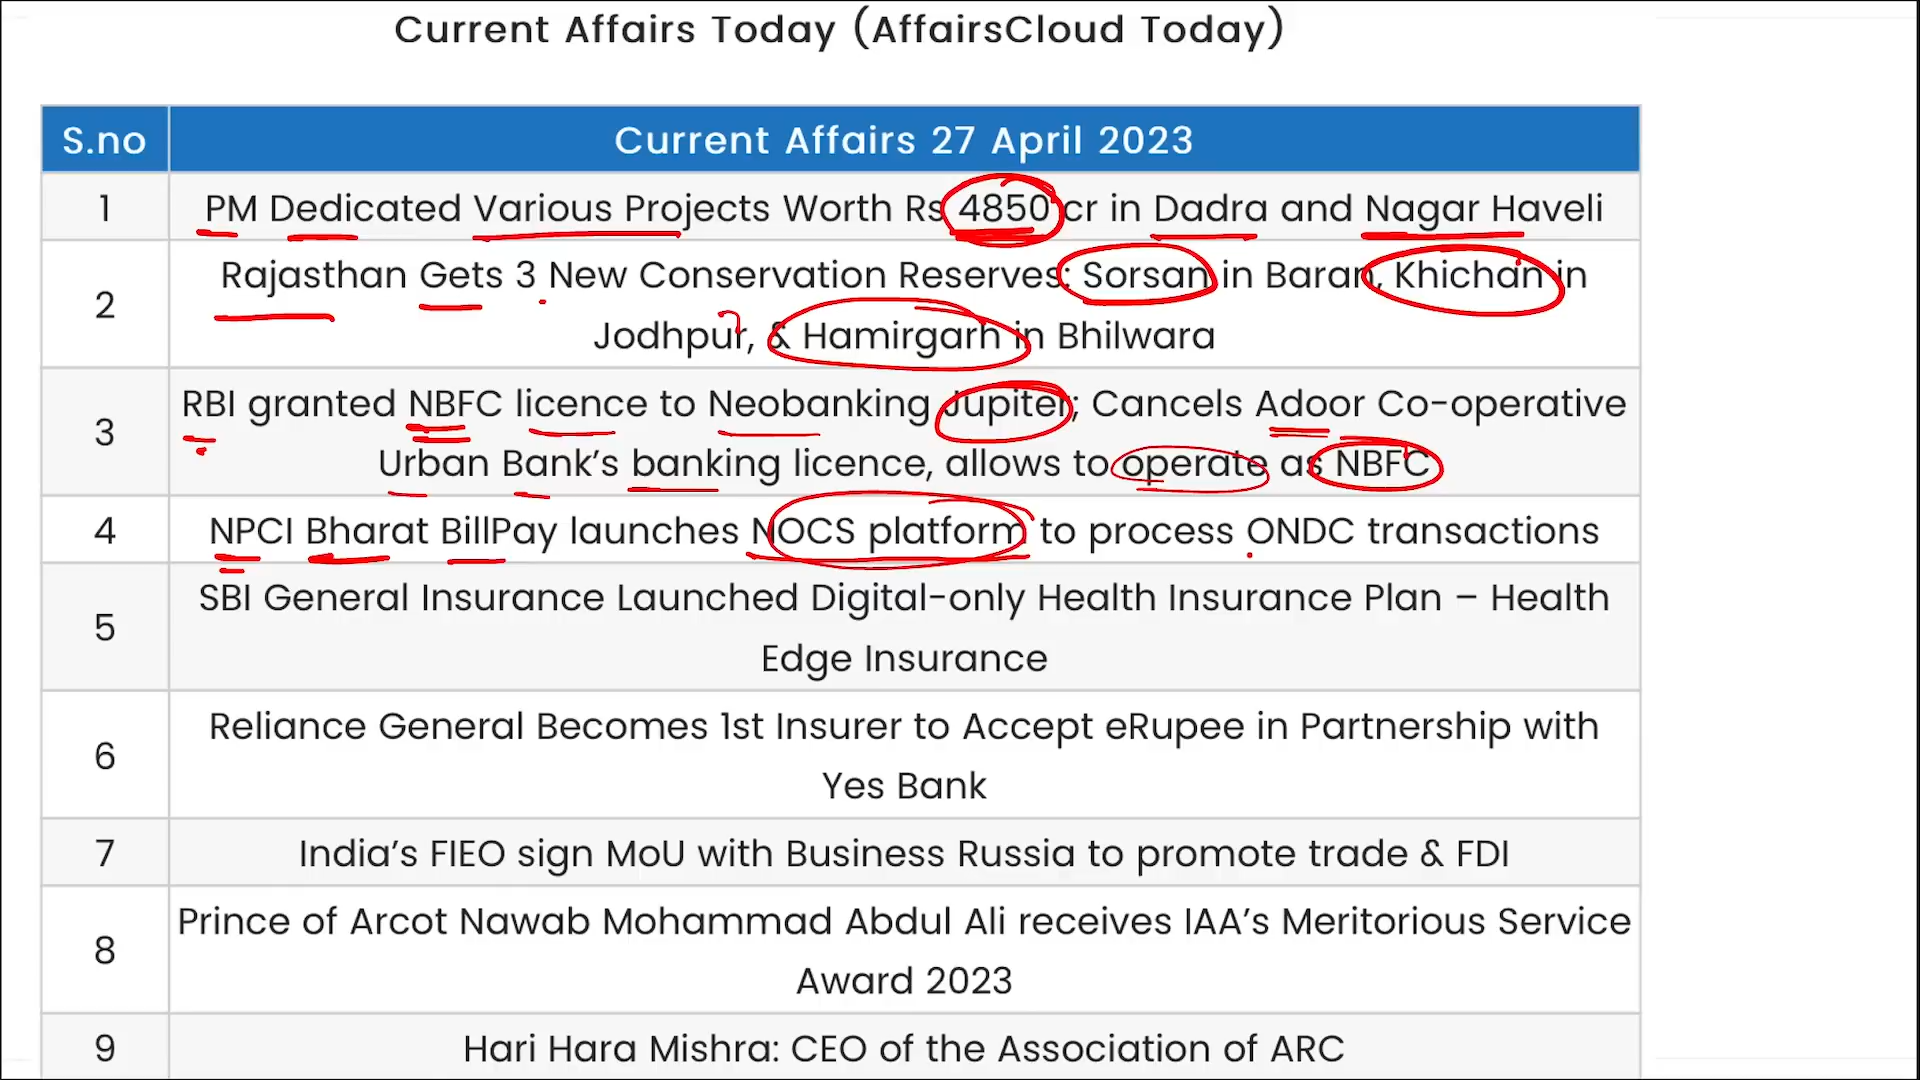 Current Affairs Today (AffairsCloud Today)
S.no Current Affairs 27 April 2023
1 PM Dedicated Various Projects Worth Rs 4850 cr in Dadra and Nagar Haveli
2 Rajasthan Gets 3 New Conservation Reserves: Sorsan in Baran, Khichan in
Jodhpur, & Hamirgarh in Bhilwara
3 RBI granted NBFC licence to Neobanking Jupiter; Cancels Adoor Co-operative
Urban Bank’s banking licence, allows to operate as NBFC
4 NPCI Bharat BillPay launches NOCS platform to process ONDC transactions
5 SBI General Insurance Launched Digital-only Health Insurance Plan – Health
Edge Insurance
6 Reliance General Becomes 1st Insurer to Accept eRupee in Partnership with
Yes Bank
7 India’s FIEO sign MoU with Business Russia to promote trade & FDI
8 Prince of Arcot Nawab Mohammad Abdul Ali receives IAA’s Meritorious Service
Award 2023
9 Hari Hara Mishra: CEO of the Association of ARC